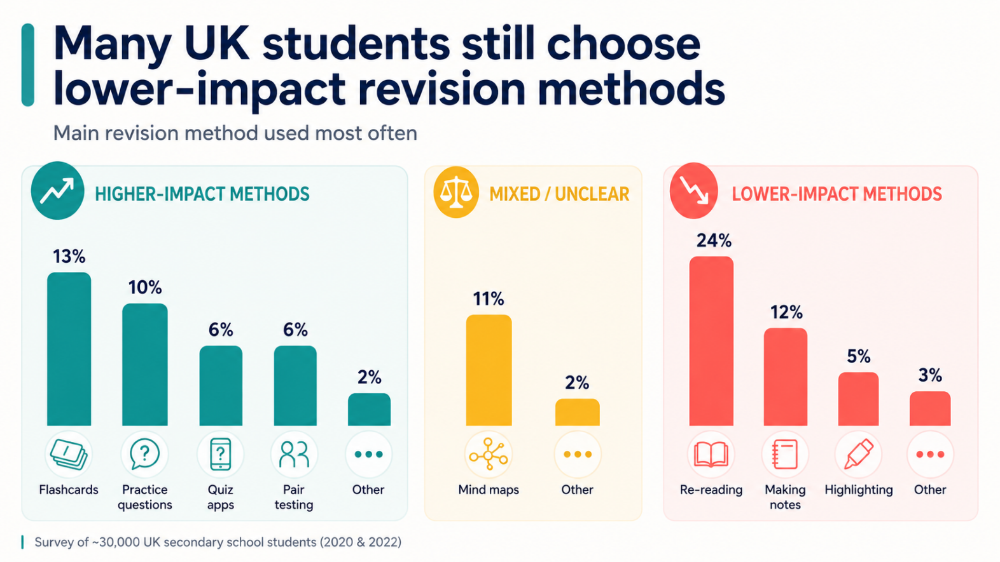 Many UK students still choose
lower-impact revision methods
Main revision method used most often
HIGHER-IMPACT METHODS
13%
10%
6%
6%
2%
?
?
Flashcards
Practice
questions
Quiz
apps
Pair
testing
Other
MIXED / UNCLEAR
11%
2%
Mind maps
Other
LOWER-IMPACT METHODS
24%
12%
5%
3%
Re-reading
Making
notes
Highlighting
Other
Survey of ~30,000 UK secondary school students (2020 & 2022)